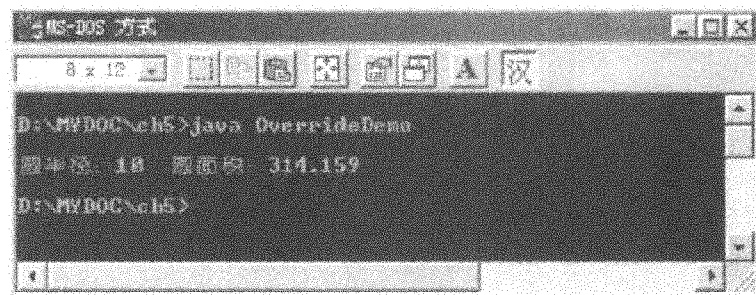 MS-DOS 方式
8 x 12 A 汉
D:\MYDOC\ch5>java OverrideDemo
圆半径: 10 圆面积: 314.159
D:\MYDOC\ch5>